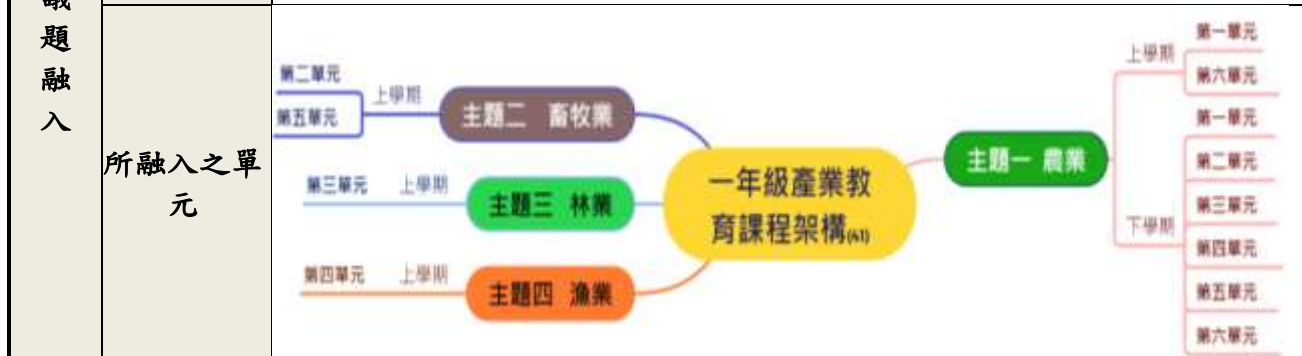 議
題
融
入
所融入之單
元
第二單元
第五單元
上學期
主題二 畜牧業
第三單元
上學期
主題三 林業
第四單元
上學期
主題四 漁業
一年級產業教
育課程架構(41)
主題一 農業
上學期
第一單元
第六單元
下學期
第一單元
第二單元
第三單元
第四單元
第五單元
第六單元